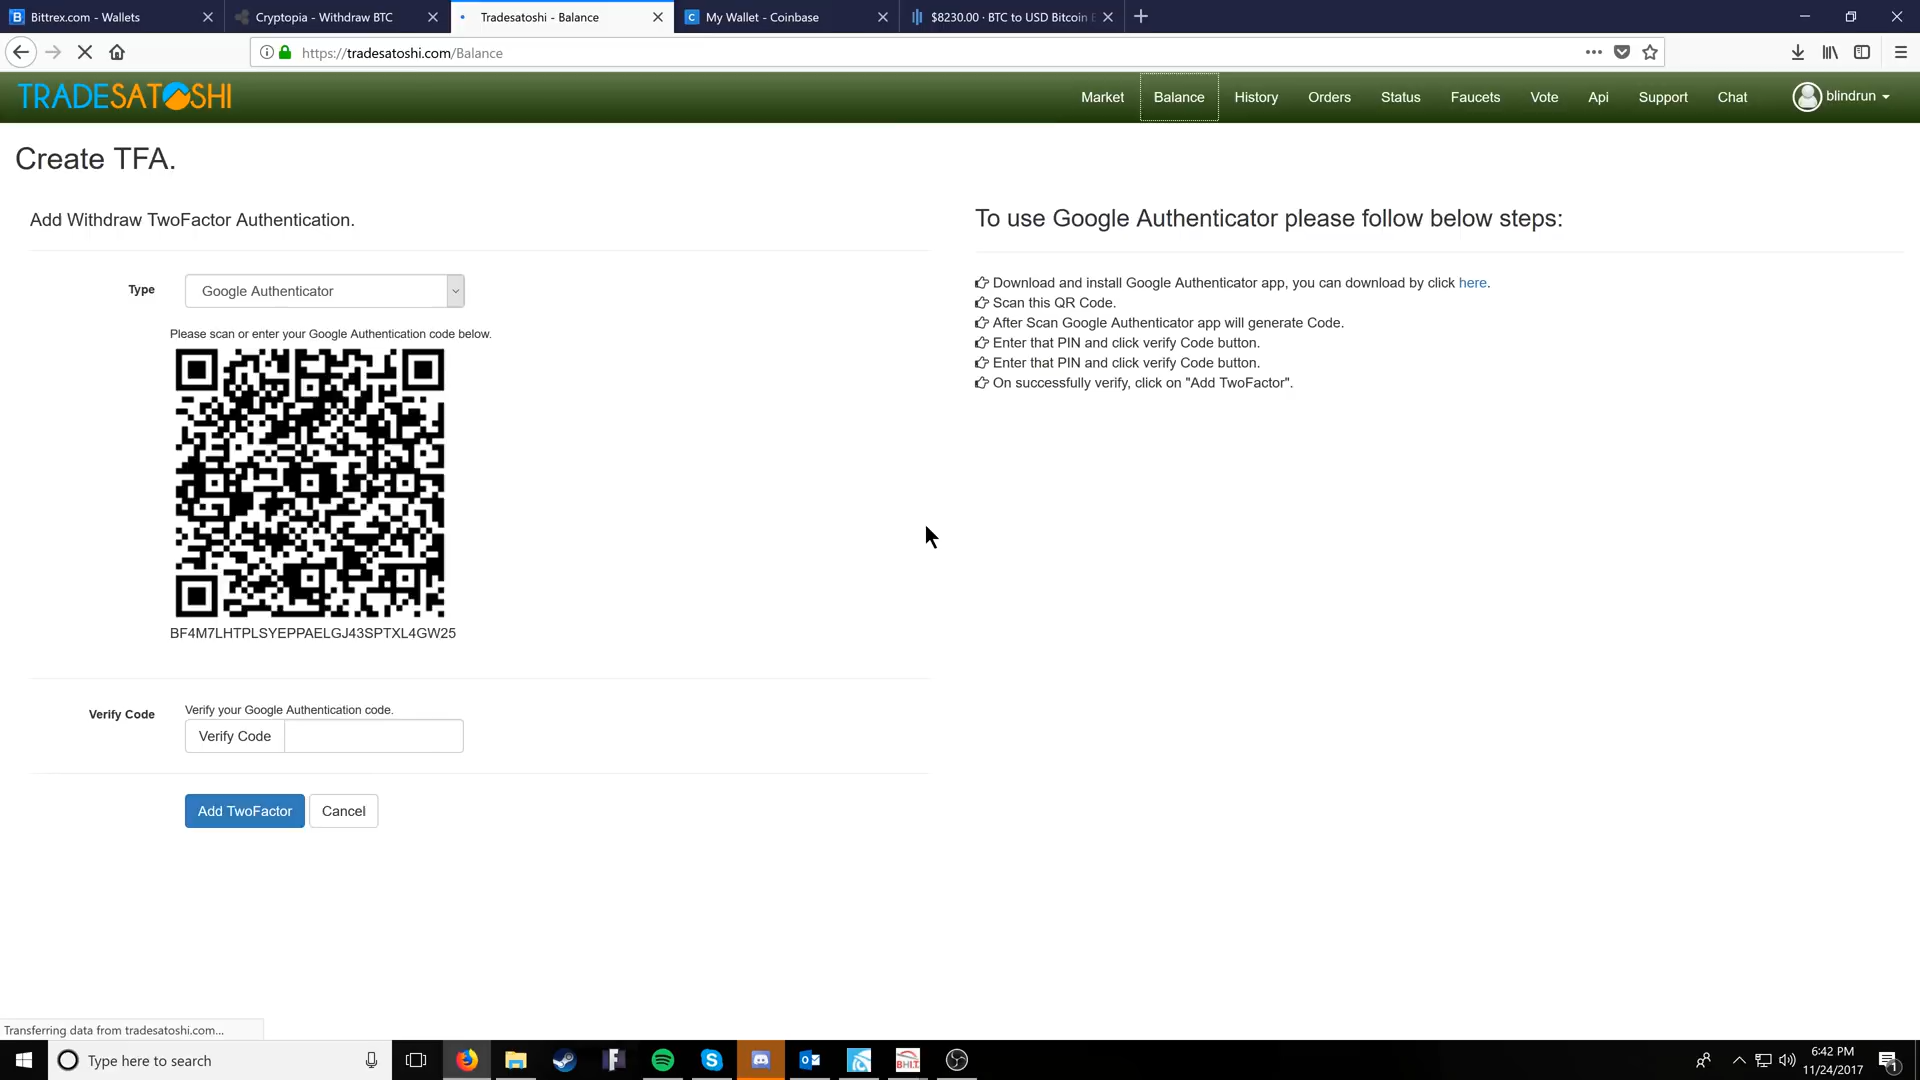 Bittrex.com - Wallets
Cryptopia - Withdraw BTC
Tradesatoshi - Balance
My Wallet - Coinbase
$8230.00 · BTC to USD Bitcoin
https://tradesatoshi.com/Balance
TRADESATOSHI
Market
Balance
History
Orders
Status
Faucets
Vote
Api
Support
Chat
blindrun
Create TFA.
Add Withdraw TwoFactor Authentication.
Type
Google Authenticator
Please scan or enter your Google Authentication code below.
BF4M7LHTPLSYEPPAELGJ43SPTXL4GW25
Verify Code
Verify your Google Authentication code.
Verify Code
Add TwoFactor
Cancel
To use Google Authenticator please follow below steps:
Download and install Google Authenticator app, you can download by click here.
Scan this QR Code.
After Scan Google Authenticator app will generate Code.
Enter that PIN and click verify Code button.
Enter that PIN and click verify Code button.
On successfully verify, click on "Add TwoFactor".
Transferring data from tradesatoshi.com...
Type here to search
6:42 PM
11/24/2017
1